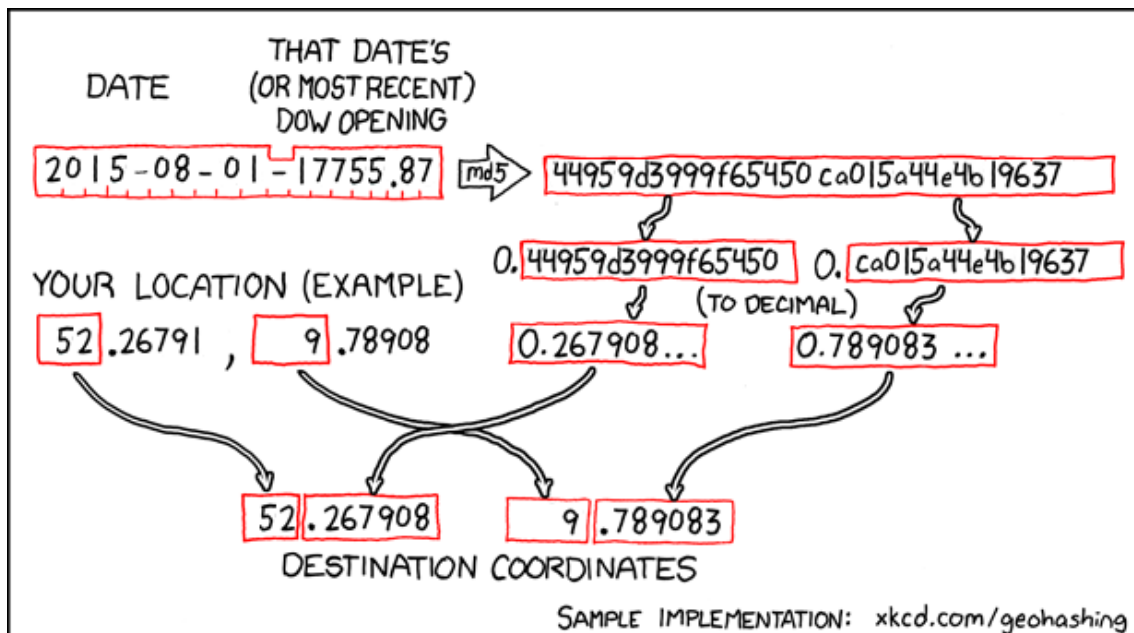 DATE
THAT DATE'S
(OR MOST RECENT)
DOW OPENING
2015-08-01-17755.87
md5
44959d3999f65450ca015a44e4b19637
0.44959d3999f65450
0.ca015a44e4b19637
YOUR LOCATION (EXAMPLE)
(TO DECIMAL)
52.26791, 9.78908
0.267908...
0.789083...
52.267908
9.789083
DESTINATION COORDINATES
SAMPLE IMPLEMENTATION: xkcd.com/geohashing